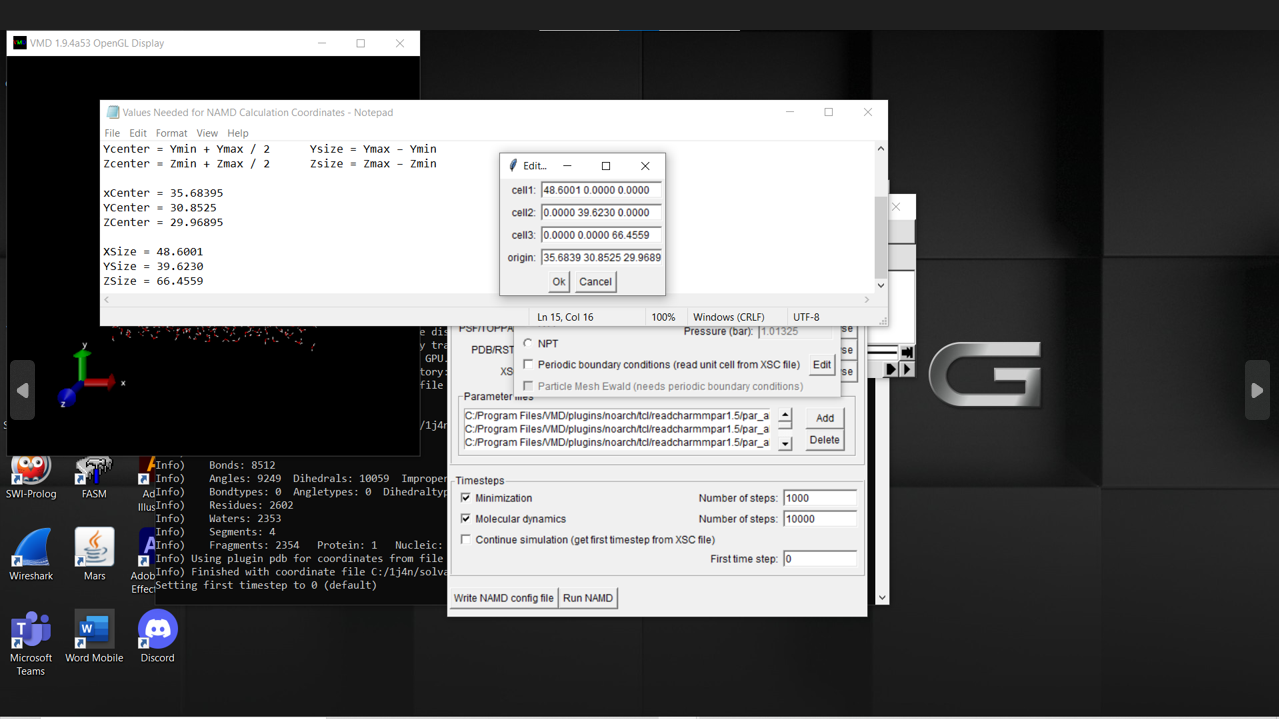 VMD 1.9.4a53 OpenGL Display
Values Needed for NAMD Calculation Coordinates - Notepad
File Edit Format View Help
Ycenter = Ymin + Ymax / 2 Ysize = Ymax - Ymin
Zcenter = Zmin + Zmax / 2 Zsize = Zmax - Zmin
xCenter = 35.68395
YCenter = 30.8525
ZCenter = 29.96895
XSize = 48.6001
YSize = 39.6230
ZSize = 66.4559
Ln 15, Col 16 100% Windows (CRLF) UTF-8
Edit...
cell1: 48.6001 0.0000 0.0000
cell2: 0.0000 39.6230 0.0000
cell3: 0.0000 0.0000 66.4559
origin: 35.6839 30.8525 29.9689
Ok Cancel
y
x
z
GPU.
file
Pressure (bar): 1.01325
NPT
Periodic boundary conditions (read unit cell from XSC file) Edit
Particle Mesh Ewald (needs periodic boundary conditions)
PDB/RST
XS
Parameter files
C:/Program Files/VMD/plugins/noarch/tcl/readcharmmpar1.5/par_a
C:/Program Files/VMD/plugins/noarch/tcl/readcharmmpar1.5/par_a
C:/Program Files/VMD/plugins/noarch/tcl/readcharmmpar1.5/par_a
Add
Delete
Timesteps
Minimization Number of steps: 1000
Molecular dynamics Number of steps: 10000
Continue simulation (get first timestep from XSC file)
First time step: 0
Write NAMD config file Run NAMD
Info) Bonds: 8512
Info) Angles: 9249 Dihedrals: 10059 Improper
Info) Bondtypes: 0 Angletypes: 0 Dihedraltyp
Info) Residues: 2602
Info) Waters: 2353
Info) Segments: 4
Info) Fragments: 2354 Protein: 1 Nucleic:
Info) Using plugin pdb for coordinates from file
Info) Finished with coordinate file C:/1j4n/solva
Setting first timestep to 0 (default)
SWI-Prolog
FASM
Wireshark
Mars
Microsoft
Teams
Word Mobile
Discord
G